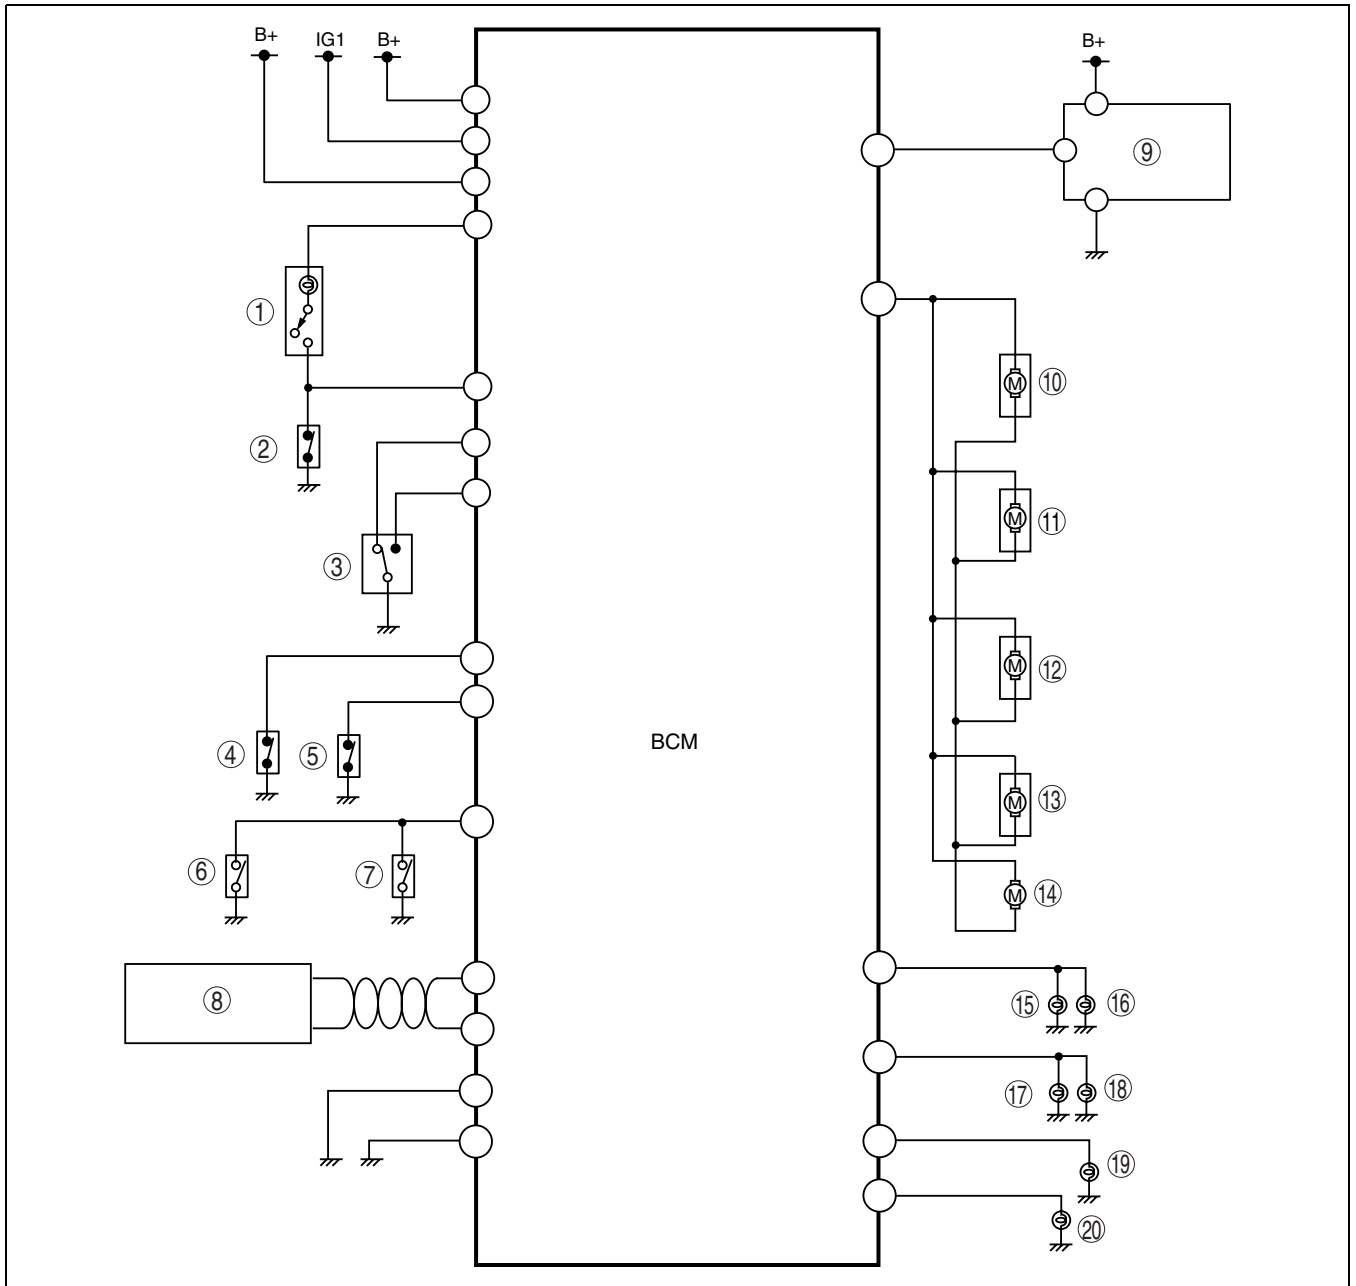 B+ IG1 B+ B+
⑨
①
⑩
②
⑪
③
⑫
BCM
④ ⑤
⑬
⑥ ⑦
M
M
M
M
M ⑭
⑧
⑮ ⑯
⑰ ⑱
⑲
⑳